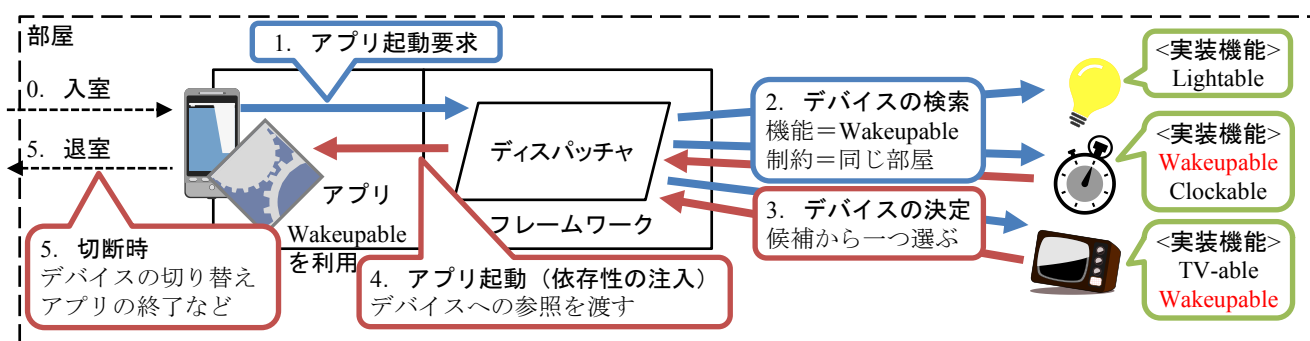 部屋
1. アプリ起動要求
0. 入室
5. 退室
アプリ
Wakeupable
を利用
ディスパッチャ
フレームワーク
2. デバイスの検索
機能＝Wakeupable
制約＝同じ部屋
3. デバイスの決定
候補から一つ選ぶ
4. アプリ起動（依存性の注入）
デバイスへの参照を渡す
5. 切断時
デバイスの切り替え
アプリの終了など
<実装機能>
Lightable
<実装機能>
Wakeupable
Clockable
<実装機能>
TV-able
Wakeupable